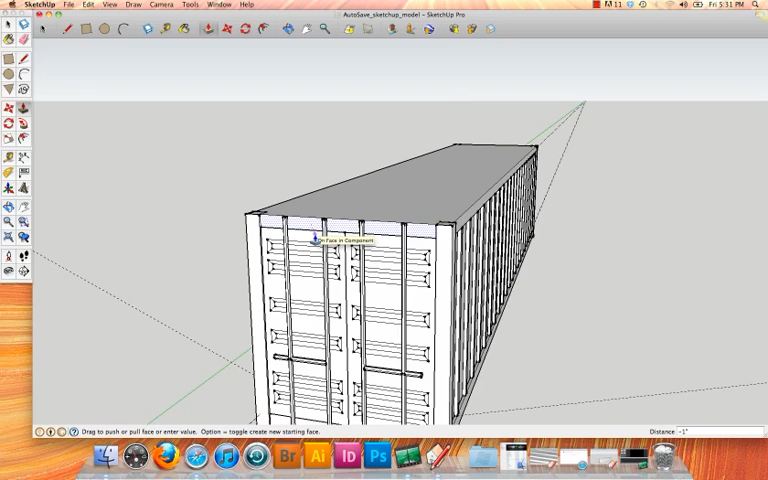 SketchUp File Edit View Draw Camera Tools Window Help
11
Fri 5:31 PM
AutoSave_sketchup_model – SketchUp Pro
On Face in Component
Drag to push or pull face or enter value. Option = toggle create new starting face.
Distance ~1"
Br Ai Id Ps